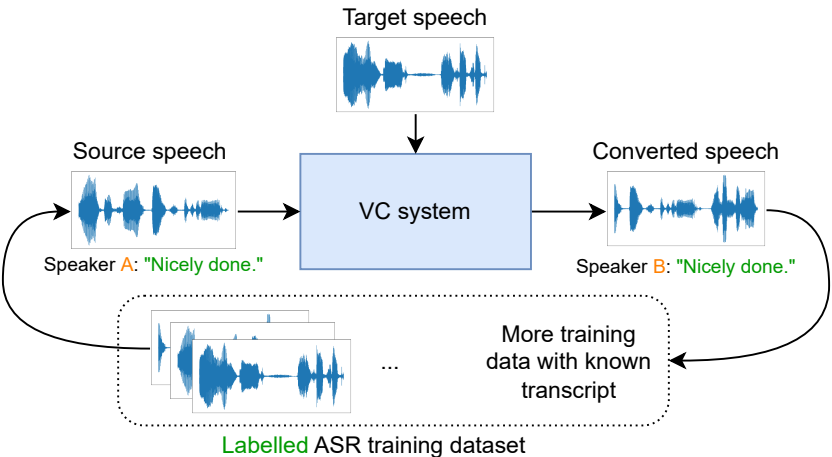 Target speech
Source speech
Converted speech
VC system
Speaker A: "Nicely done."
Speaker B: "Nicely done."
...
More training
data with known
transcript
Labelled ASR training dataset